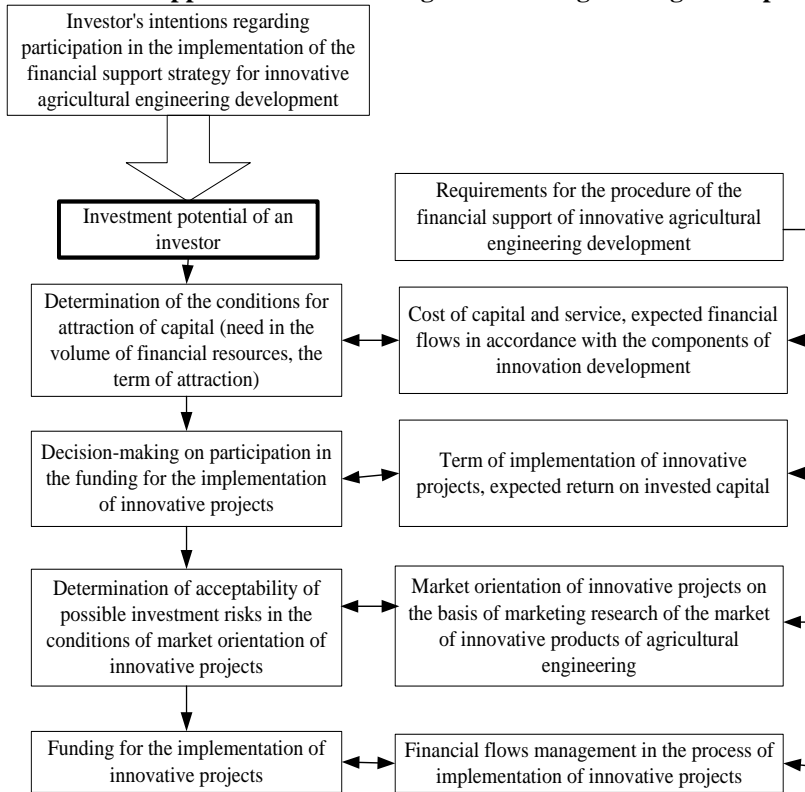 Investor's intentions regarding
participation in the implementation of the
financial support strategy for innovative
agricultural engineering development
Investment potential of an
investor
Requirements for the procedure of the
financial support of innovative agricultural
engineering development
Determination of the conditions for
attraction of capital (need in the
volume of financial resources, the
term of attraction)
Cost of capital and service, expected financial
flows in accordance with the components of
innovation development
Decision-making on participation in
the funding for the implementation
of innovative projects
Term of implementation of innovative
projects, expected return on invested capital
Determination of acceptability of
possible investment risks in the
conditions of market orientation of
innovative projects
Market orientation of innovative projects on
the basis of marketing research of the market
of innovative products of agricultural
engineering
Funding for the implementation of
innovative projects
Financial flows management in the process of
implementation of innovative projects